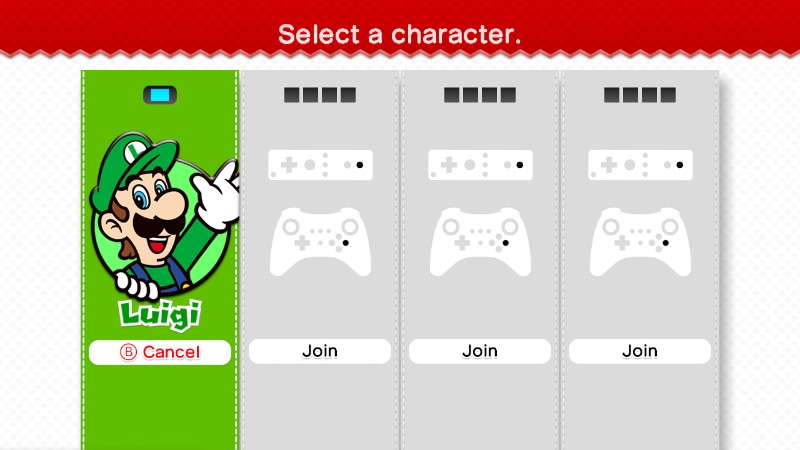 Select a character.
L
Luigi
Ⓑ Cancel
Join
Join
Join